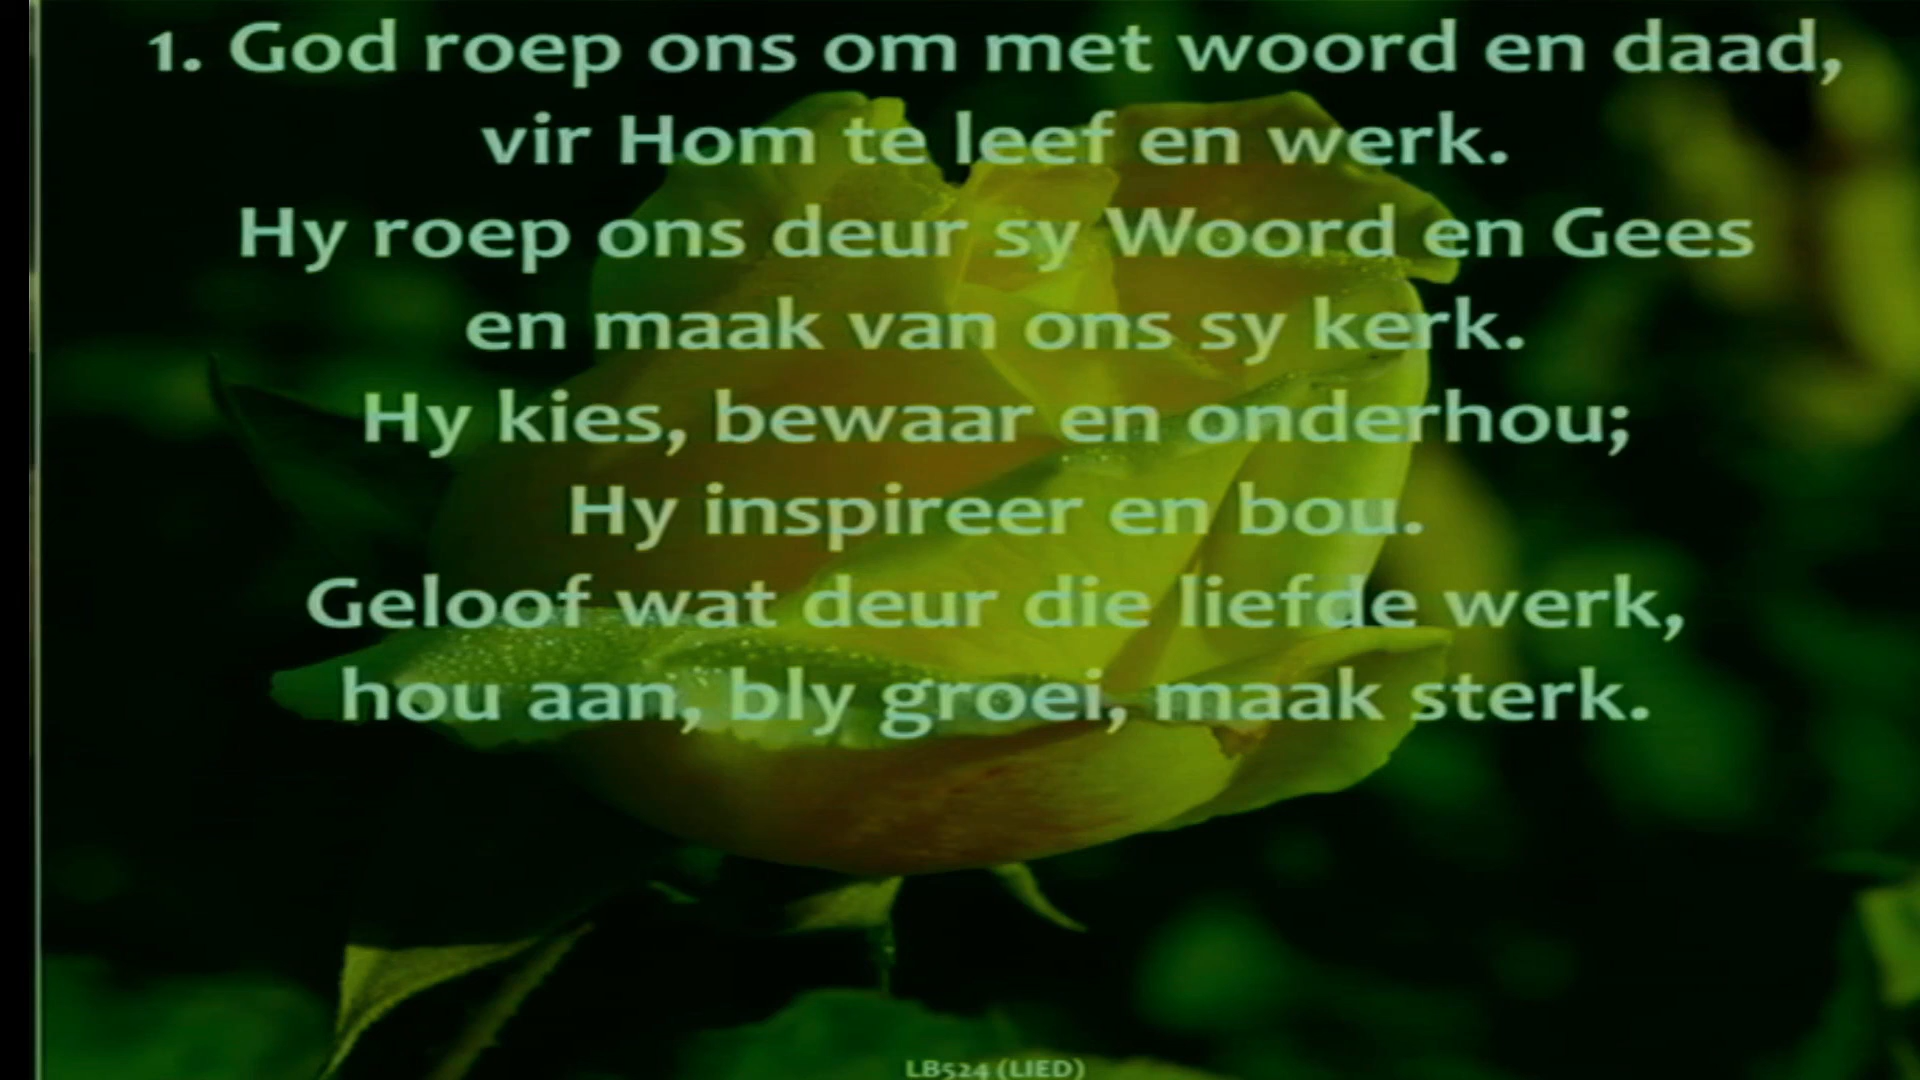 1. God roep ons om met woord en daad,
vir Hom te leef en werk.
Hy roep ons deur sy Woord en Gees
en maak van ons sy kerk.
Hy kies, bewaar en onderhou;
Hy inspireer en bou.
Geloof wat deur die liefde werk,
hou aan, bly groei, maak sterk.
LB524 (LIED)